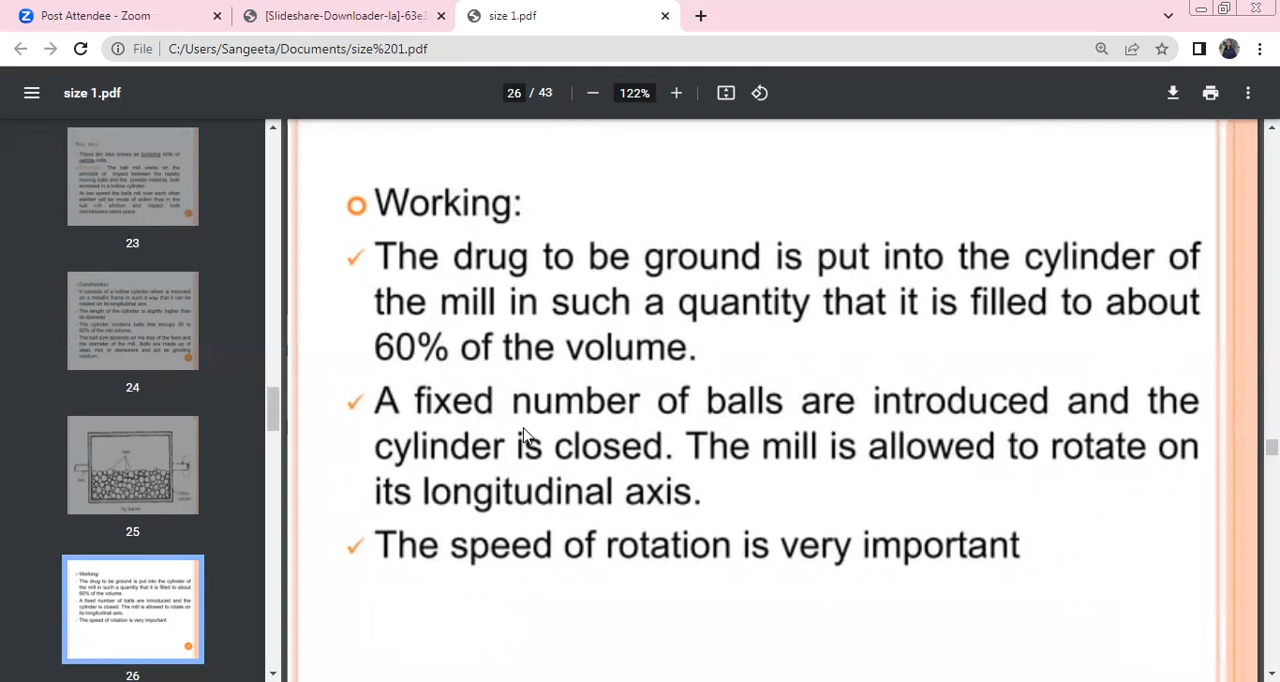 Post Attendee - Zoom
[Slideshare-Downloader-la]-63e1
size 1.pdf
File
C:/Users/Sangeeta/Documents/size%201.pdf
size 1.pdf
26 / 43
122%
23
24
25
26
Working:
The drug to be ground is put into the cylinder of
the mill in such a quantity that it is filled to about
60% of the volume.
A fixed number of balls are introduced and the
cylinder is closed. The mill is allowed to rotate on
its longitudinal axis.
The speed of rotation is very important